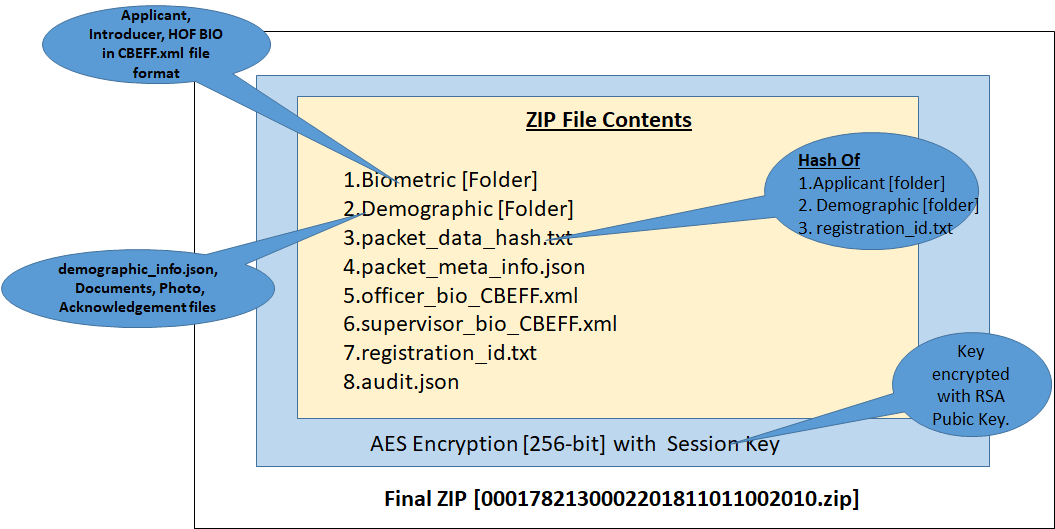 Applicant,
Introducer, HOF BIO
in CBEFF.xml file
format
ZIP File Contents
1.Biometric [Folder]
2.Demographic [Folder]
3.packet_data_hash.txt
4.packet_meta_info.json
5.officer_bio_CBEFF.xml
6.supervisor_bio_CBEFF.xml
7.registration_id.txt
8.audit.json
Hash Of
1.Applicant [folder]
2. Demographic [folder]
3. registration_id.txt
demographic_info.json,
Documents, Photo,
Acknowledgement files
Key
encrypted
with RSA
Pubic Key.
AES Encryption [256-bit] with Session Key
Final ZIP [0001782130002201811011002010.zip]